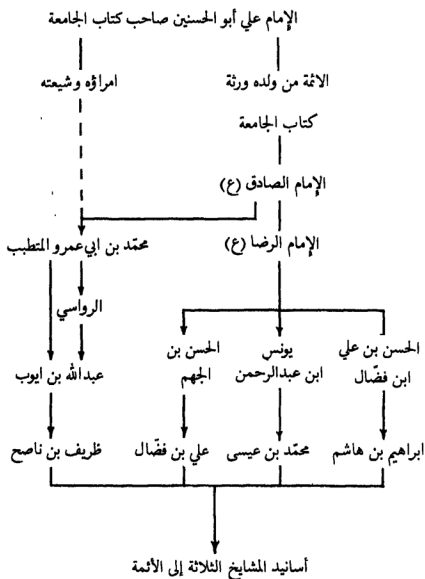 الإمام علي أبو الحسنين صاحب كتاب الجامعة
الائمة من ولده ورثة
امراؤه وشيعته
كتاب الجامعة
الإمام الصادق (ع)
الإمام الرضا (ع)
محمّد بن ابي عمرو المتطبب
الرواسي
الحسن بن علي
ابن فضّال
يونس
ابن عبدالرحمن
الحسن بن
الجهم
عبدالله بن ايوب
ابراهيم بن هاشم
محمّد بن عيسى
علي بن فضّال
ظريف بن ناصح
أسانيد المشايخ الثلاثة إلى الأئمة